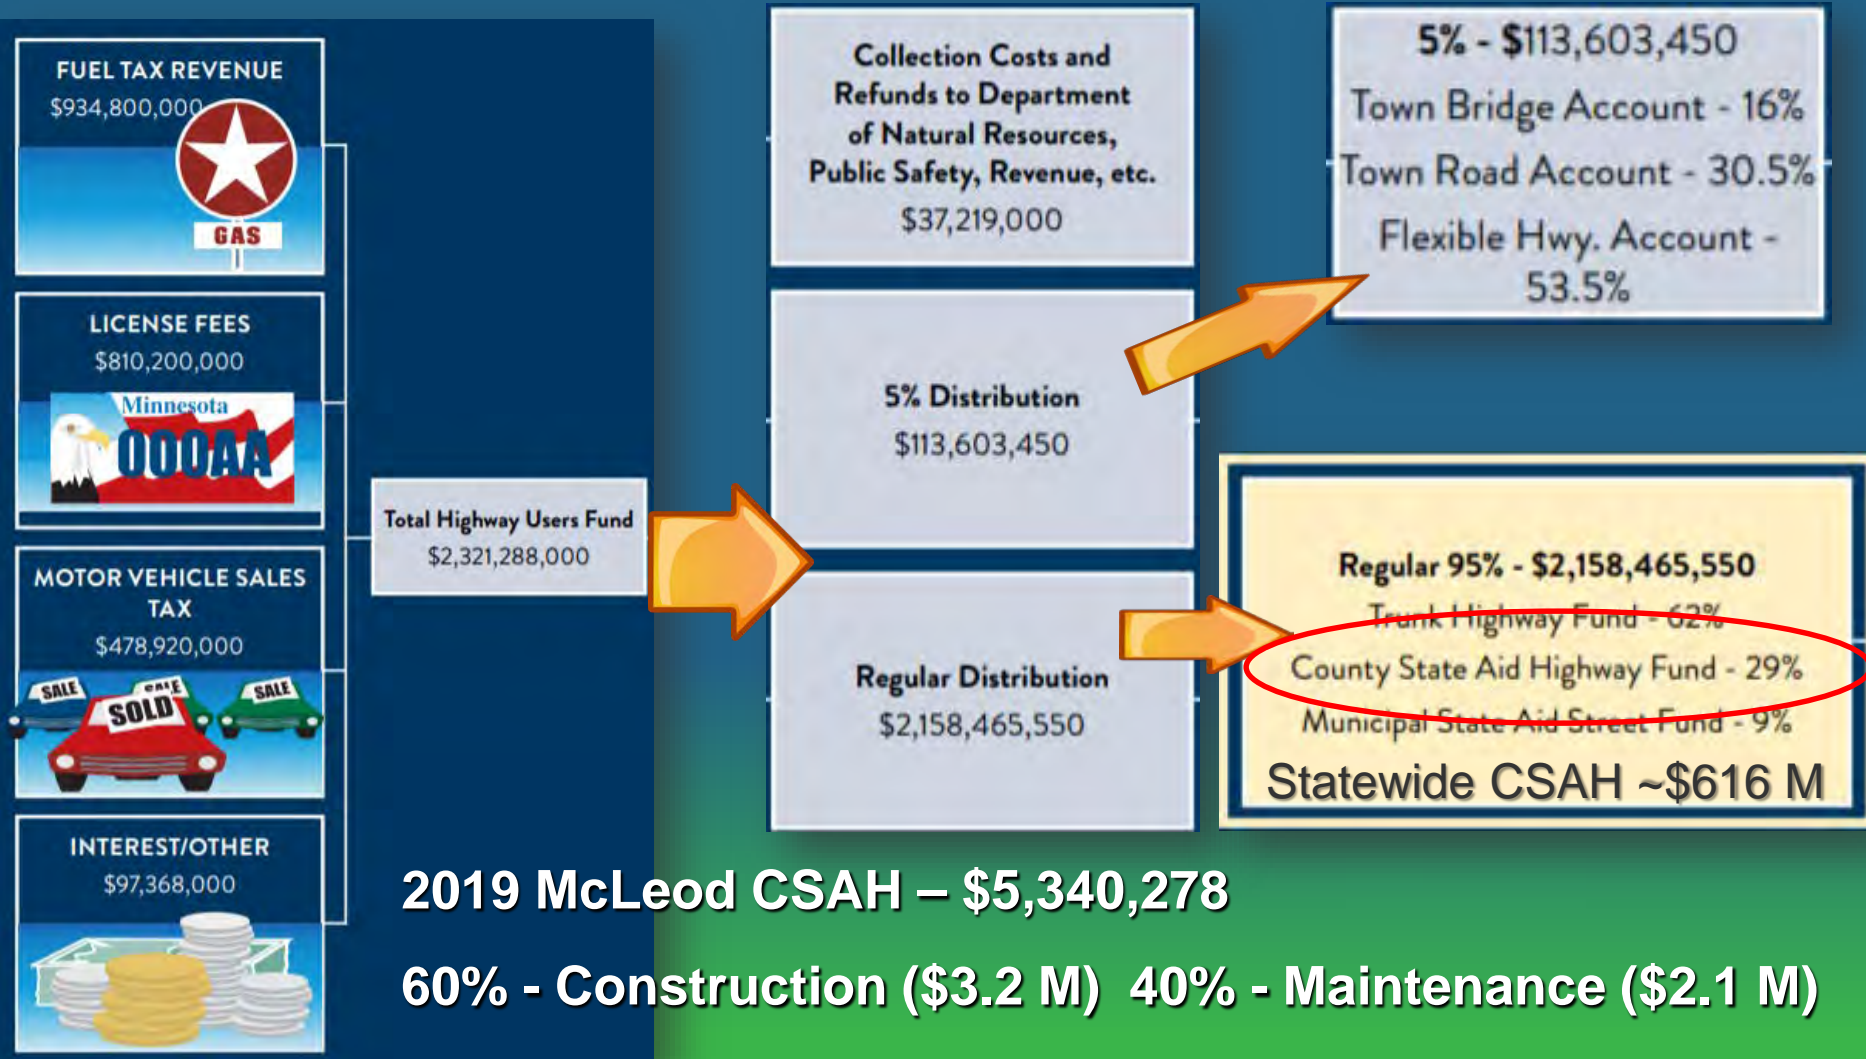 FUEL TAX REVENUE
$934,800,000
GAS
LICENSE FEES
$810,200,000
Minnesota
000AA
MOTOR VEHICLE SALES
TAX
$478,920,000
SALE
SALE
SALE
SOLD
INTEREST/OTHER
$97,368,000
Total Highway Users Fund
$2,321,288,000
Collection Costs and
Refunds to Department
of Natural Resources,
Public Safety, Revenue, etc.
$37,219,000
5% Distribution
$113,603,450
Regular Distribution
$2,158,465,550
5% - $113,603,450
Town Bridge Account - 16%
Town Road Account - 30.5%
Flexible Hwy. Account -
53.5%
Regular 95% - $2,158,465,550
Trunk Highway Fund - 62%
County State Aid Highway Fund - 29%
Municipal State Aid Street Fund - 9%
Statewide CSAH ~$616 M
2019 McLeod CSAH – $5,340,278
60% - Construction ($3.2 M) 40% - Maintenance ($2.1 M)